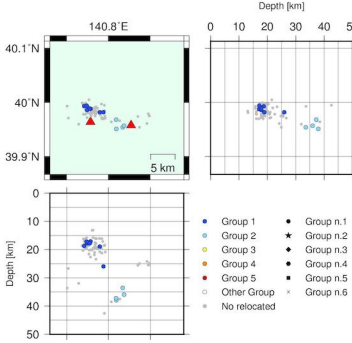 Depth [km]
140.8˚E
0 10 20 30 40 50
40.1˚N
40˚N
39.9˚N
5 km
0
10
20
30
40
50
Depth [km]
Group 1
Group 2
Group 3
Group 4
Group 5
Other Group
No relocated
Group n.1
Group n.2
Group n.3
Group n.4
Group n.5
Group n.6